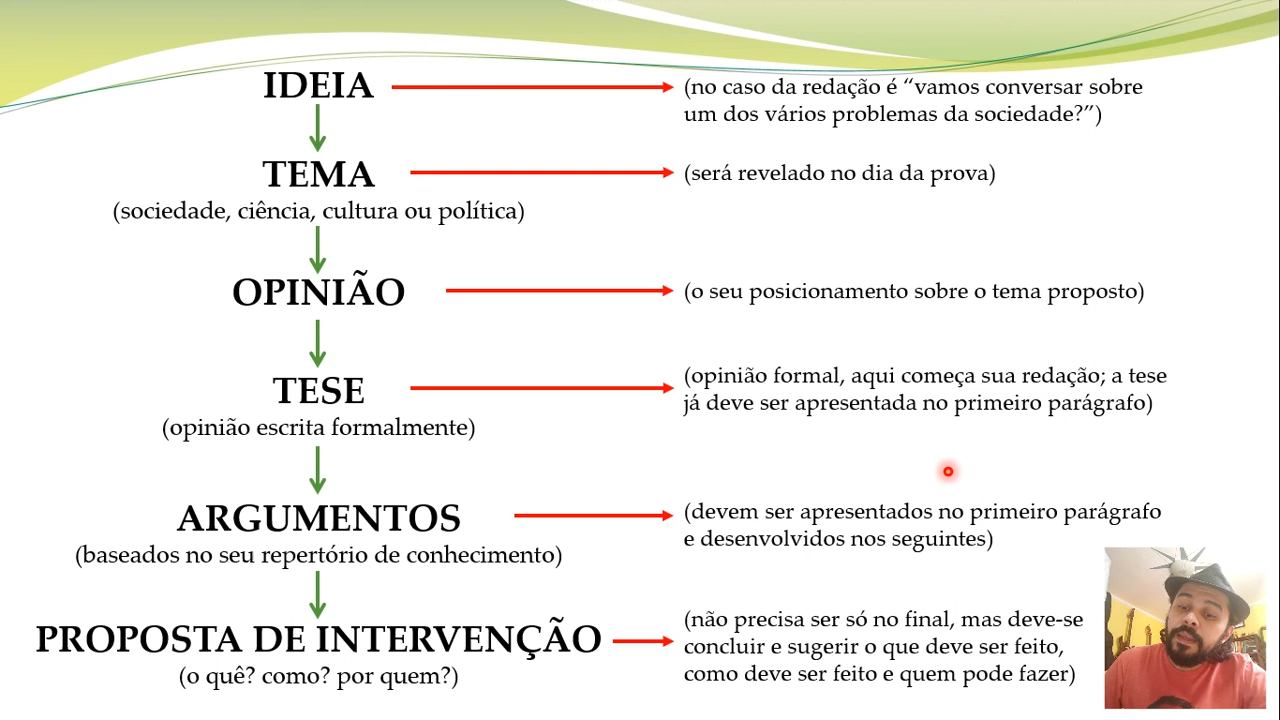 IDEIA
(no caso da redação é “vamos conversar sobre
um dos vários problemas da sociedade?”)
TEMA
(será revelado no dia da prova)
(sociedade, ciência, cultura ou política)
OPINIÃO
(o seu posicionamento sobre o tema proposto)
TESE
(opinião formal, aqui começa sua redação; a tese
já deve ser apresentada no primeiro parágrafo)
(opinião escrita formalmente)
ARGUMENTOS
(devem ser apresentados no primeiro parágrafo
e desenvolvidos nos seguintes)
(baseados no seu repertório de conhecimento)
PROPOSTA DE INTERVENÇÃO
(não precisa ser só no final, mas deve-se
concluir e sugerir o que deve ser feito,
como deve ser feito e quem pode fazer)
(o quê? como? por quem?)